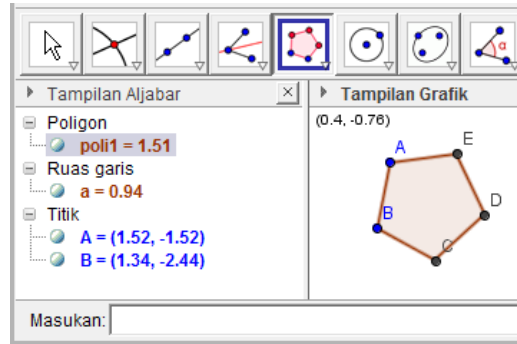 α
Tampilan Aljabar
Poligon
poli1 = 1.51
Ruas garis
a = 0.94
Titik
A = (1.52, -1.52)
B = (1.34, -2.44)
Tampilan Grafik
(0.4, -0.76)
A
E
B
D
C
Masukan: